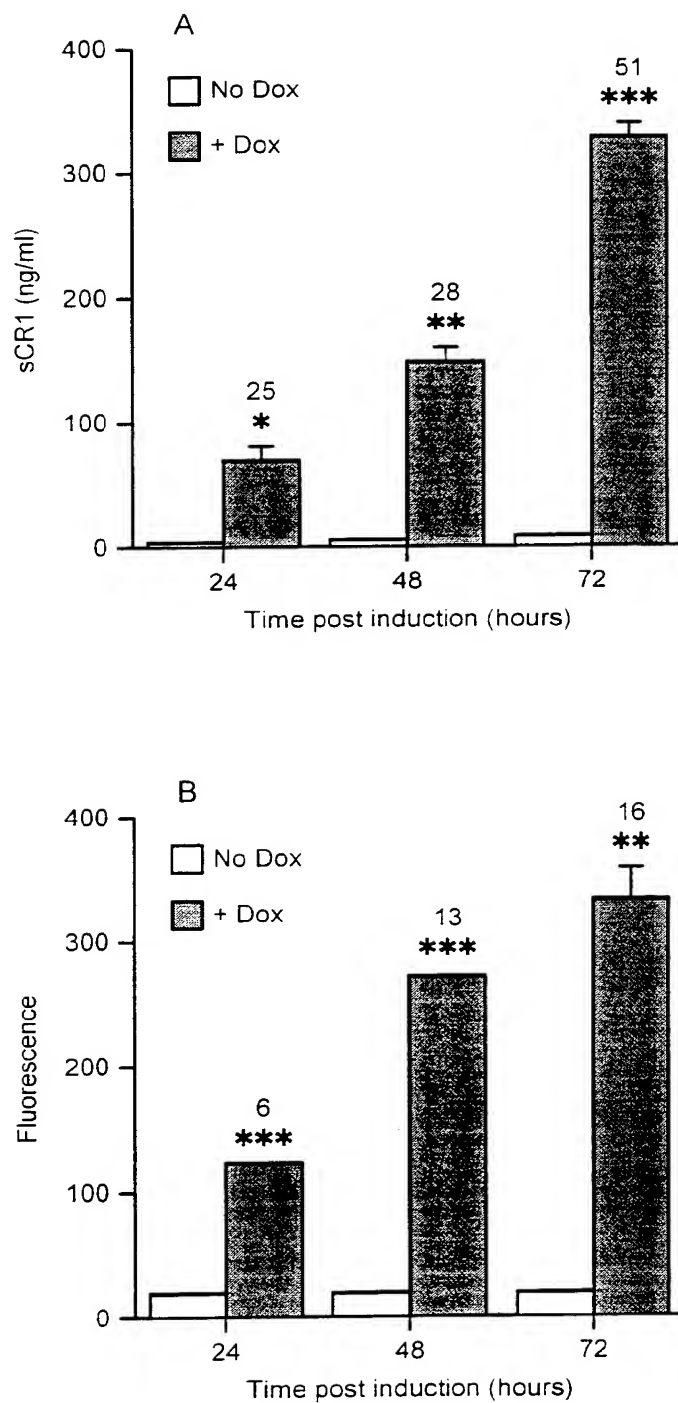 A
400
No Dox
+ Dox
51
***
300
sCR1 (ng/ml)
200
28
**
25
*
100
0
24 48 72
Time post induction (hours)
B
400
No Dox
+ Dox
16
**
300
Fluorescence
13
***
200
6
***
100
0
24 48 72
Time post induction (hours)